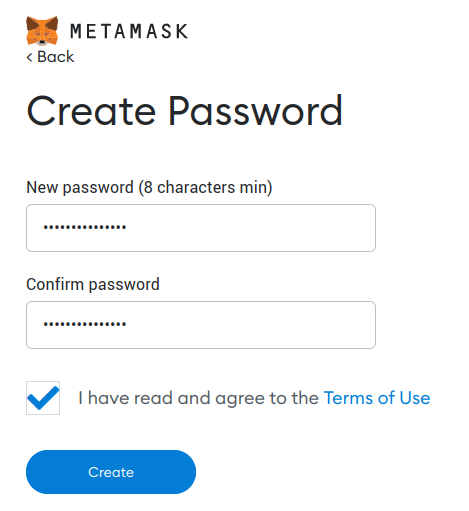 METAMASK
< Back
Create Password
New password (8 characters min)
•••••••••••••••
Confirm password
•••••••••••••••
I have read and agree to the Terms of Use
Create